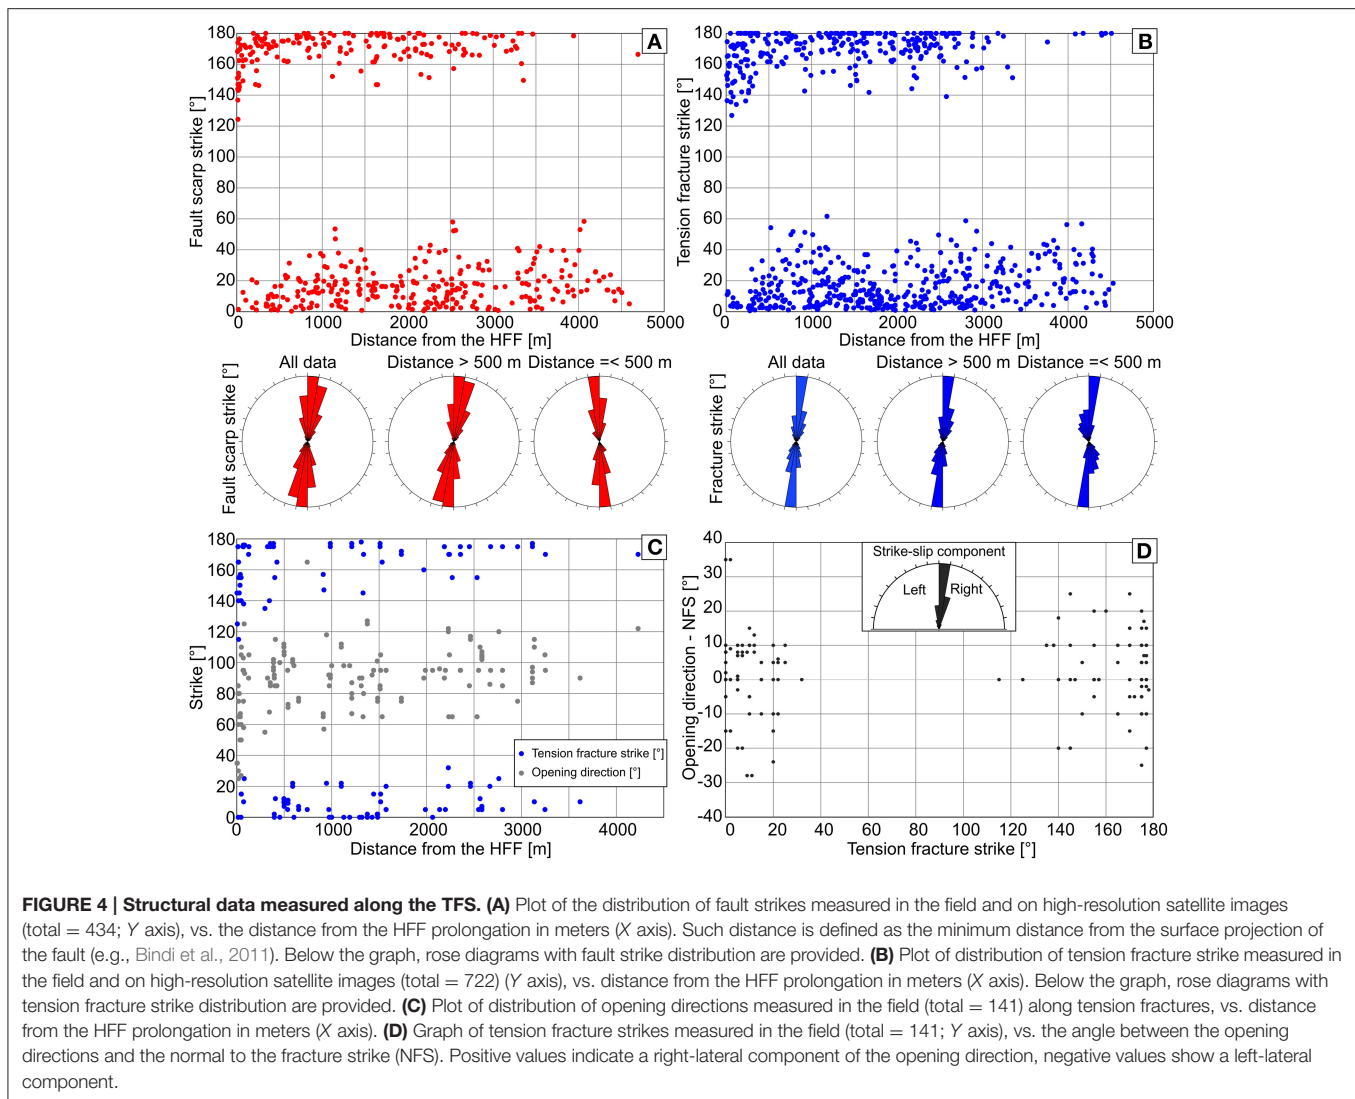 180
160
140
120
100
80
60
40
20
0
Fault scarp strike [°]
A
0
1000
2000
3000
4000
5000
Distance from the HFF [m]
180
160
140
120
100
80
60
40
20
0
Tension fracture strike [°]
B
0
1000
2000
3000
4000
5000
Distance from the HFF [m]
Fault scarp strike [°]
All data
Distance > 500 m
Distance =< 500 m
Fracture strike [°]
All data
Distance > 500 m
Distance =< 500 m
180
160
140
120
100
80
60
40
20
0
Strike [°]
C
Tension fracture strike [°]
Opening direction [°]
0
1000
2000
3000
4000
Distance from the HFF [m]
40
30
20
10
0
-10
-20
-30
-40
Opening direction - NFS [°]
Strike-slip component
Left
Right
D
0
20
40
60
80
100
120
140
160
180
Tension fracture strike [°]
FIGURE 4 | Structural data measured along the TFS. (A) Plot of the distribution of fault strikes measured in the field and on high-resolution satellite images
(total = 434; Y axis), vs. the distance from the HFF prolongation in meters (X axis). Such distance is defined as the minimum distance from the surface projection of
the fault (e.g., Bindi et al., 2011). Below the graph, rose diagrams with fault strike distribution are provided. (B) Plot of distribution of tension fracture strike measured in
the field and on high-resolution satellite images (total = 722) (Y axis), vs. distance from the HFF prolongation in meters (X axis). Below the graph, rose diagrams with
tension fracture strike distribution are provided. (C) Plot of distribution of opening directions measured in the field (total = 141) along tension fractures, vs. distance
from the HFF prolongation in meters (X axis). (D) Graph of tension fracture strikes measured in the field (total = 141; Y axis), vs. the angle between the opening
directions and the normal to the fracture strike (NFS). Positive values indicate a right-lateral component of the opening direction, negative values show a left-lateral
component.